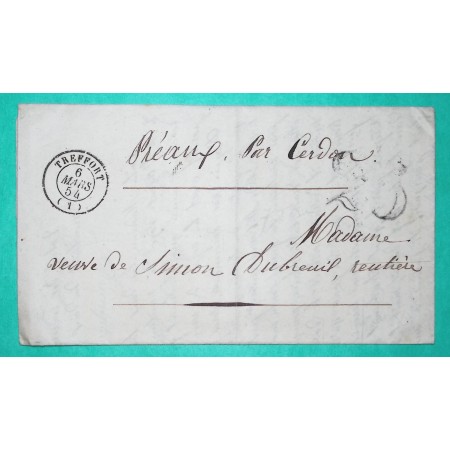 Préaux, Par Cerdon.
TREFFORT
6
MARS
54
(1)
Madame
veuve de Simon Dubreuil, rentière